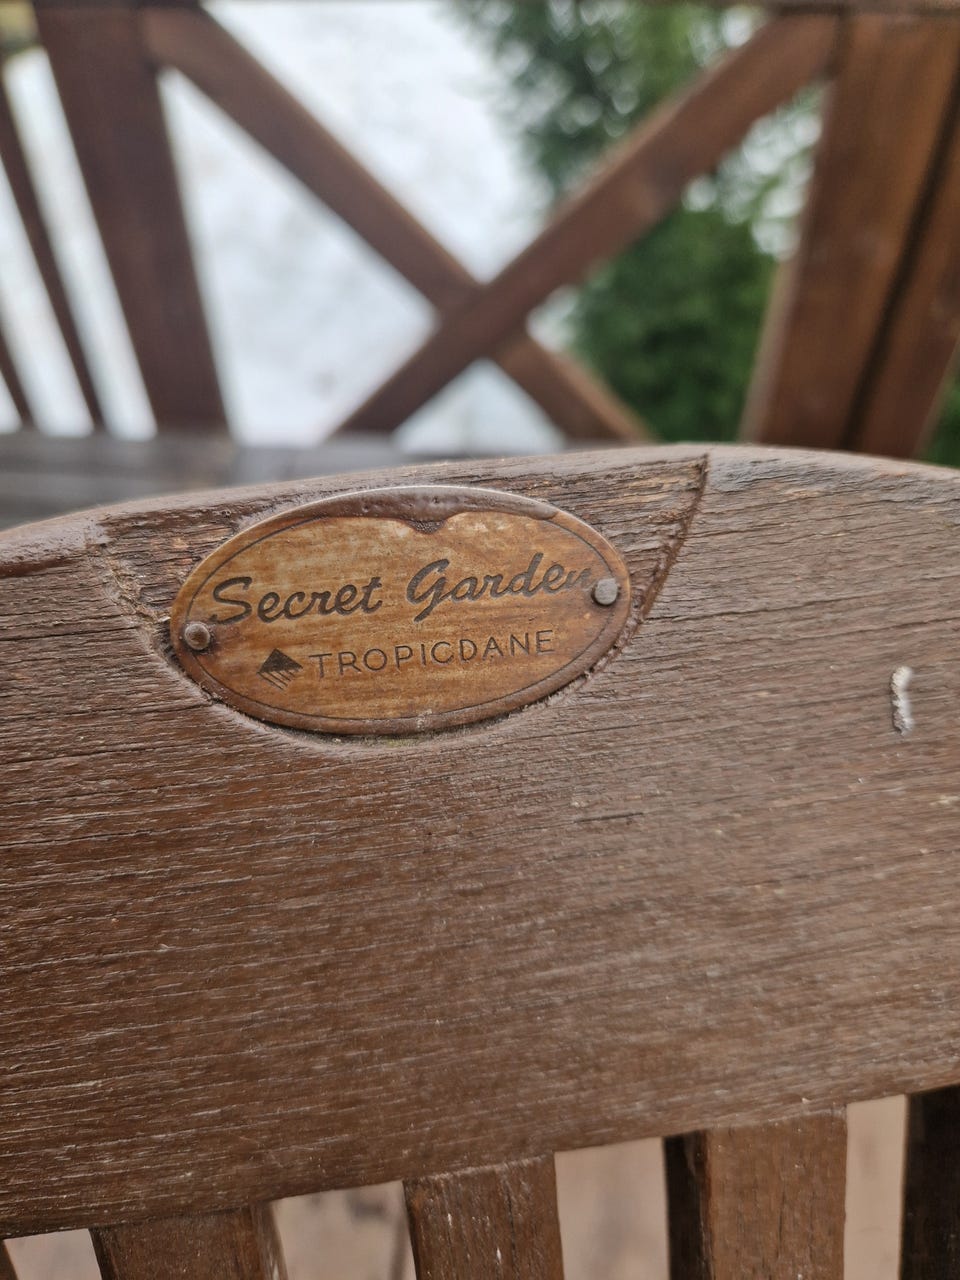 Secret Garden
TROPICDANE